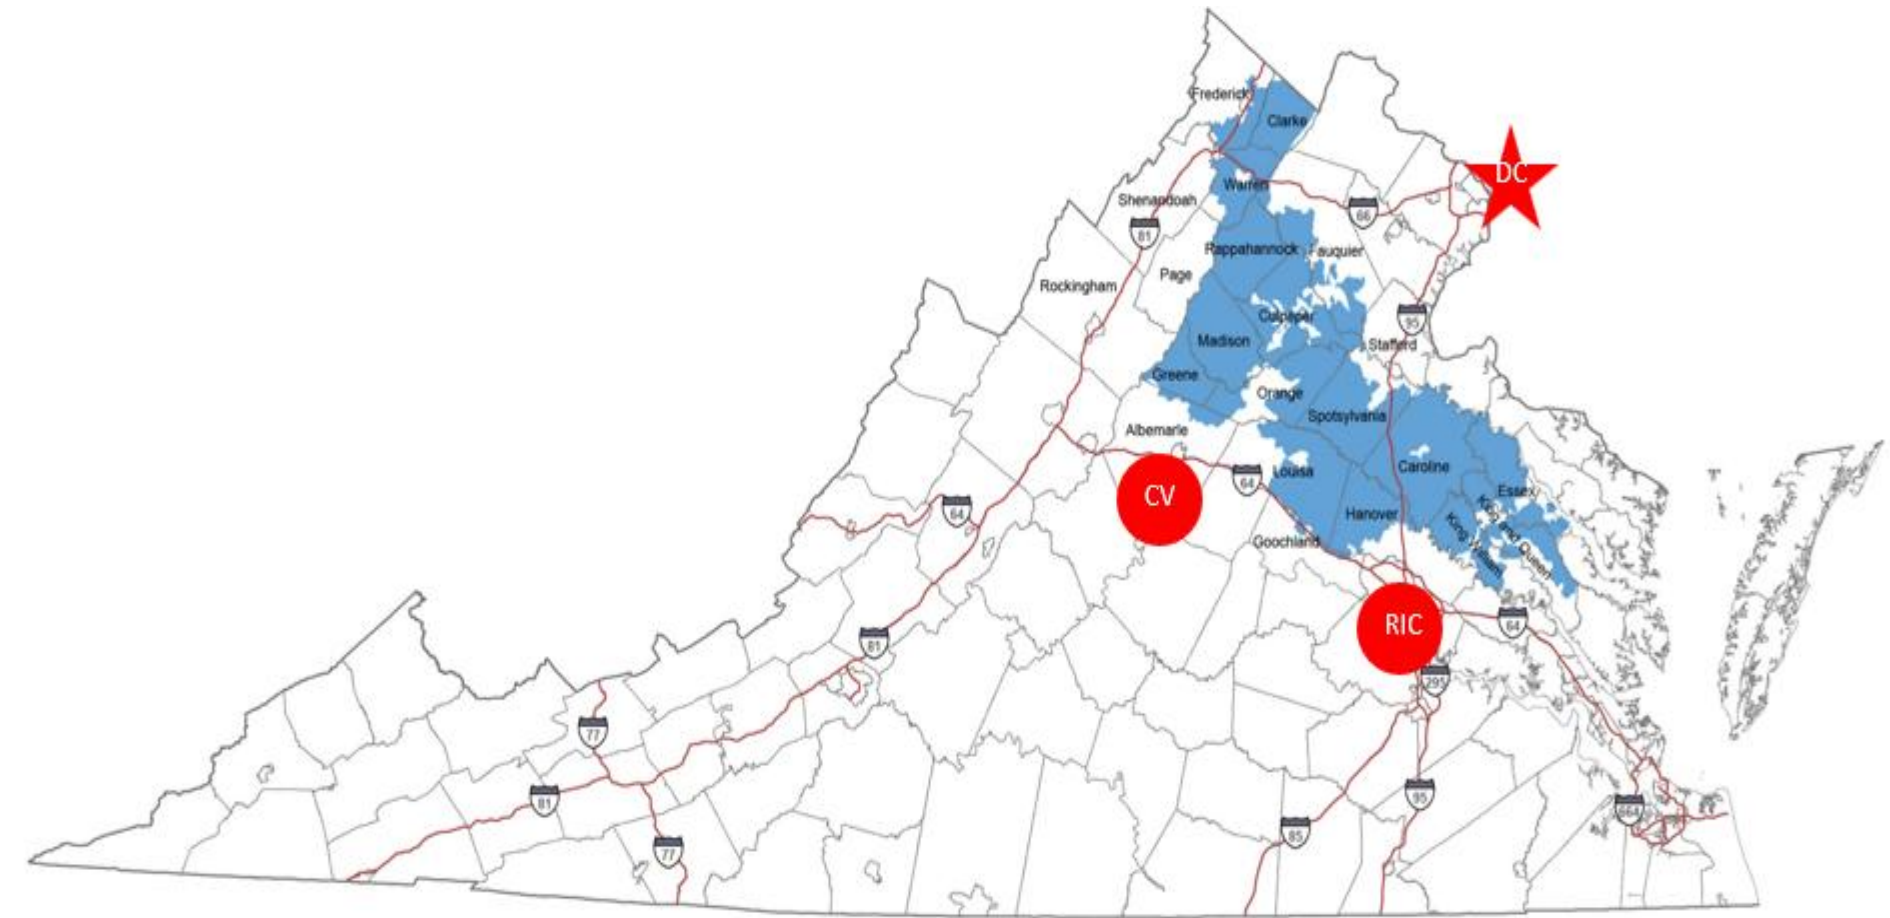 Frederick
Clarke
DC
Warren
Shenandoah
66
81
Rappahannock
Fauquier
Page
Rockingham
Culpeper
95
Madison
Stafford
Greene
Orange
Spotsylvania
Albemarle
Caroline
Louisa
64
CV
Essex
64
Hanover
King and Queen
King William
Goochland
64
RIC
81
295
77
95
81
664
85
77